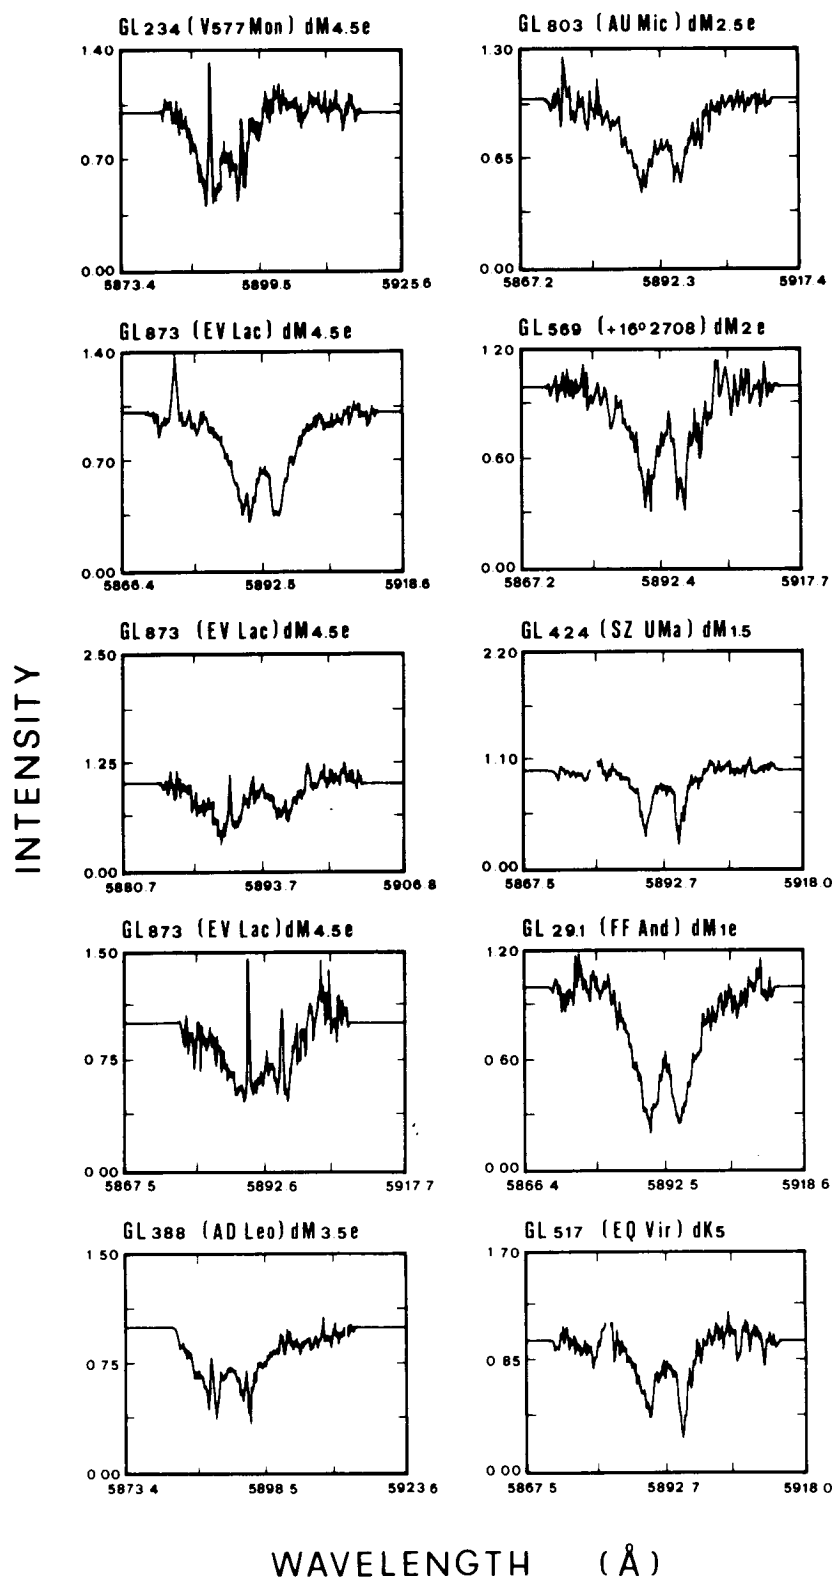 GL 234 (V577 Mon) dM4.5e
1.40
0.70
0.00
5873.4 5899.5 5925.6
GL 803 (AU Mic) dM2.5e
1.30
0.65
0.00
5867.2 5892.3 5917.4
GL 873 (EV Lac) dM4.5e
1.40
0.70
0.00
5866.4 5892.5 5918.6
GL 569 (+16º2708) dM2e
1 20
0 60
0 00
5867.2 5892.4 5917.7
GL 873 (EV Lac) dM4.5e
2.50
1.25
0.00
5880.7 5893.7 5906.8
GL 424 (SZ UMa) dM1.5
2 20
1 10
0 00
5867.5 5892.7 5918.0
GL 873 (EV Lac) dM4.5e
1.50
0.75
0 00
5867 5 5892.6 5917.7
GL 29.1 (FF And) dM1e
1.20
0 60
0 00
5866.4 5892.5 5918.6
GL 388 (AD Leo) dM3.5e
1 50
0.75
0 00
5873.4 5898.5 5923.6
GL 517 (EQ Vir) dK5
1 70
0 85
0 00
5867 5 5892.7 5918 0
INTENSITY
WAVELENGTH (Å)